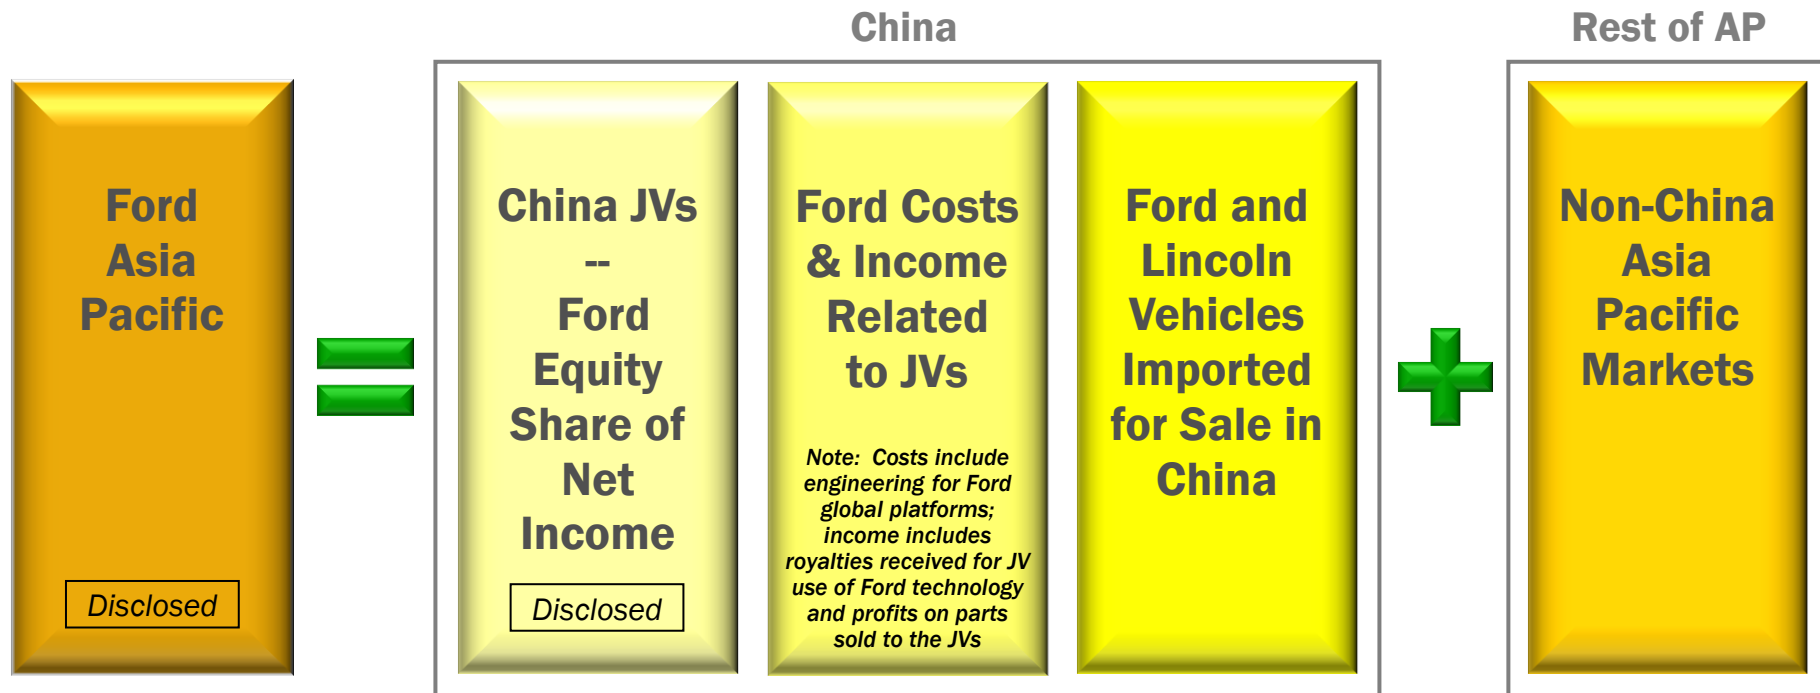 China
Rest of AP
Ford
Asia
Pacific
Disclosed
China JVs
--
Ford
Equity
Share of
Net
Income
Disclosed
Ford Costs
& Income
Related
to JVs
Note:  Costs include
engineering for Ford
global platforms;
income includes
royalties received for JV
use of Ford technology
and profits on parts
sold to the JVs
Ford and
Lincoln
Vehicles
Imported
for Sale in
China
Non-China
Asia
Pacific
Markets